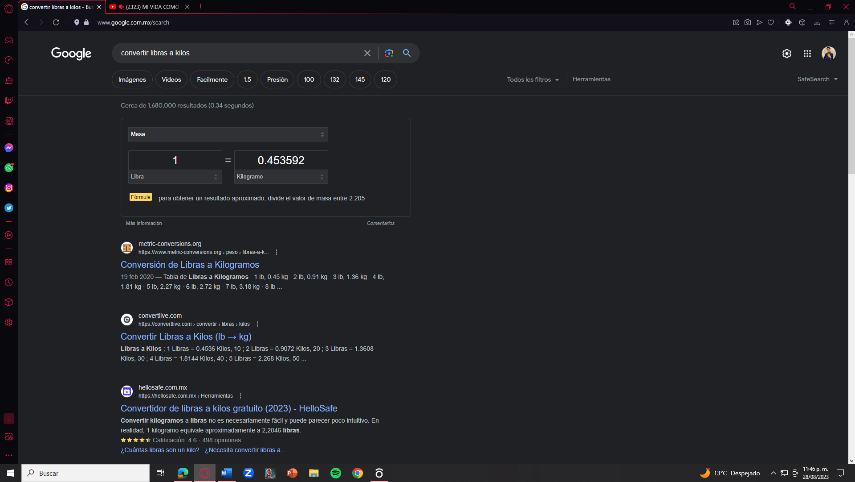 convertir libras a kilos - Bus
(2323) MI VIDA COMO
www.google.com.mx/search
Google
convertir libras a kilos
Imágenes
Videos
Facilmente
1.5
Presión
100
132
145
120
Todos los filtros
Herramientas
SafeSearch
Cerca de 1,680,000 resultados (0.34 segundos)
Masa
1 = 0.453592
Libra
Kilogramo
Fórmula para obtener un resultado aproximado, divide el valor de masa entre 2.205
Más información
Comentarios
metric-conversions.org
https://www.metric-conversions.org › peso › libras-a-k...
Conversión de Libras a Kilogramos
19 feb 2020 — Tabla de Libras a Kilogramos · 1 lb, 0.45 kg · 2 lb, 0.91 kg · 3 lb, 1.36 kg · 4 lb,
1.81 kg · 5 lb, 2.27 kg · 6 lb, 2.72 kg · 7 lb, 3.18 kg · 8 lb ...
convertlive.com
https://convertlive.com › convertir › libras › kilos
Convertir Libras a Kilos (lb → kg)
Libras a Kilos ; 1 Libras = 0.4536 Kilos, 10 ; 2 Libras = 0.9072 Kilos, 20 ; 3 Libras = 1.3608
Kilos, 30 ; 4 Libras = 1.8144 Kilos, 40 ; 5 Libras = 2.268 Kilos, 50 ...
hellosafe.com.mx
https://hellosafe.com.mx › Herramientas
Convertidor de libras a kilos gratuito (2023) - HelloSafe
Convertir kilogramos a libras no es necesariamente fácil y puede parecer poco intuitivo. En
realidad, 1 kilogramo equivale aproximadamente a 2,2046 libras.
Calificación: 4.6 · 498 opiniones
¿Cuántas libras son un kilo? · ¿Necesita convertir libras a...
Buscar
13°C Despejado
11:46 p. m.
28/08/2023